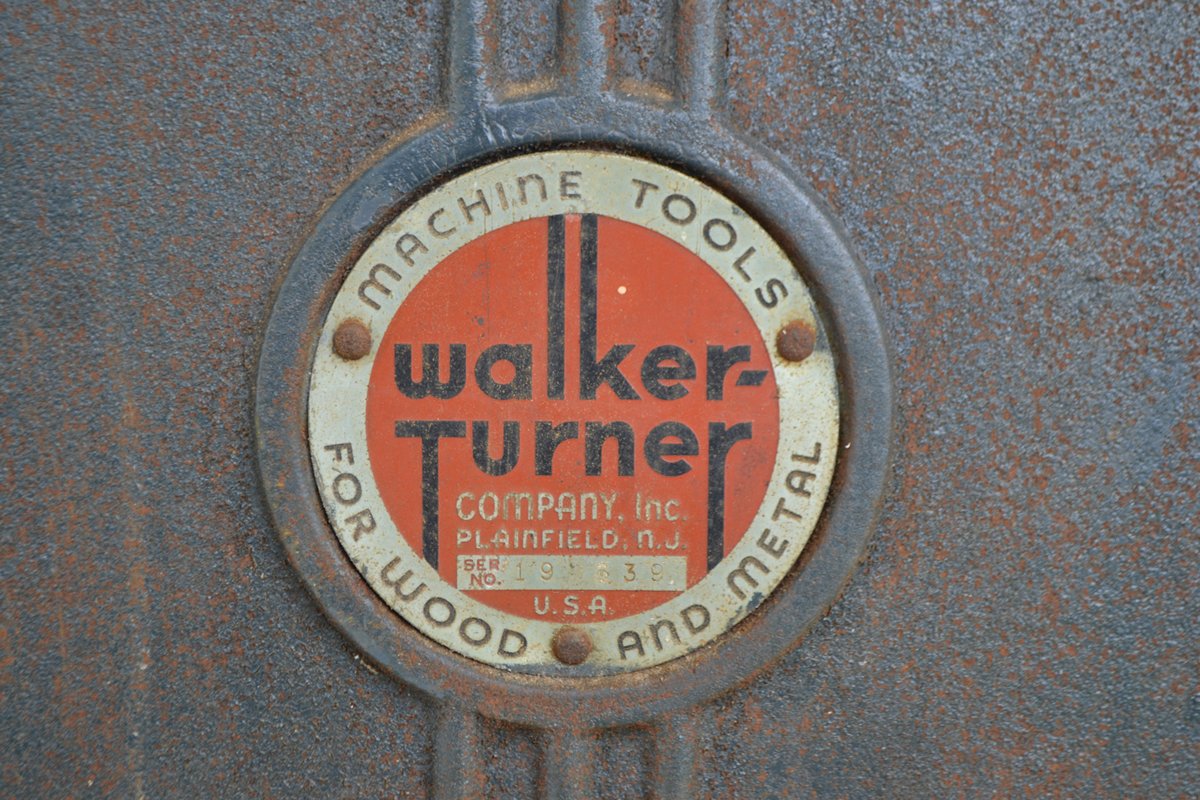 MACHINE TOOLS
walker-
Turner
COMPANY, Inc.
PLAINFIELD, N.J.
SER
NO.
U.S.A.
FOR WOOD AND METAL